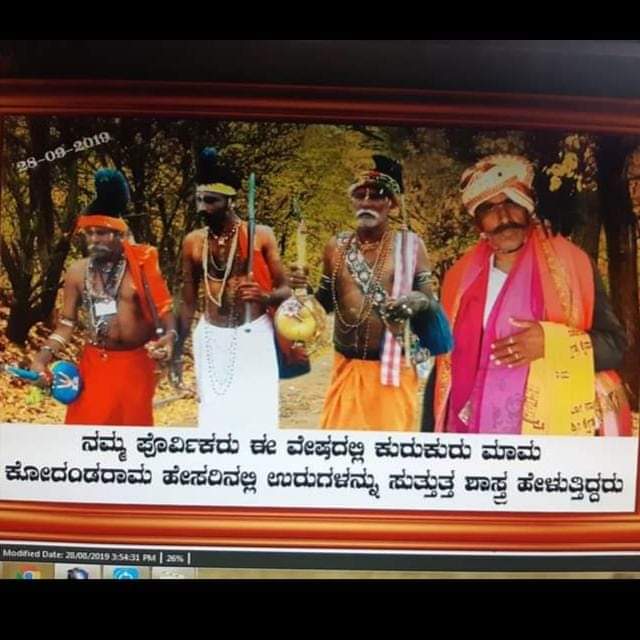 28-09-2019
ನಮ್ಮ ಪೂರ್ವಿಕರು ಈ ವೇಷದಲ್ಲಿ ಕುರುಕುರು ಮಾಮ
ಕೋದಂಡರಾಮ ಹೇಸರಿನಲ್ಲಿ ಉರುಗಳನ್ನು ಸುತ್ತುತ್ತ ಶಾಸ್ತ್ರ ಹೇಳುತ್ತಿದ್ದರು
Modified Date: 28/08/2019 3:54:31 PM | 26% |